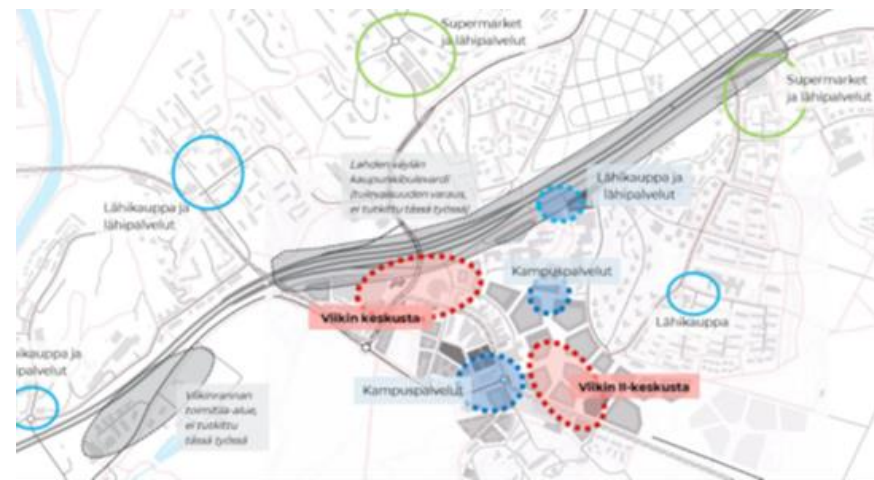 Supermarket
ja lähipalvelut
Supermarket
ja lähipalvelut
Lahden väylän
kaupunkibulevardi
(tulevaisuuden varaus,
ei tutkittu tässä työssä)
Lähikauppa ja
lähipalvelut
Lähikauppa ja
lähipalvelut
Kampuspalvelut
Viikin keskusta
Lähikauppa
ikauppa ja
ipalvelut
Kampuspalvelut
Viikin II-keskusta
Viikinrannan
toimitila-alue,
ei tutkittu
tässä työssä